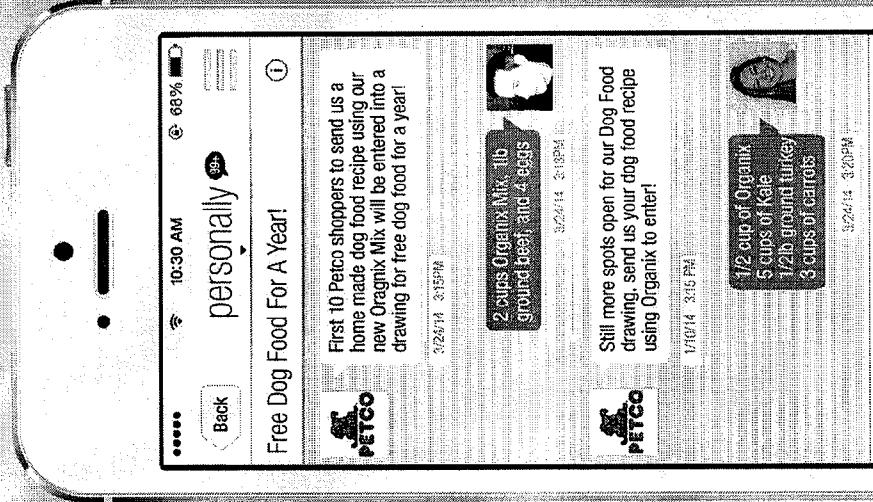 10:30 AM
68%
Back
personally
99+
Free Dog Food For A Year!
PETCO
First 10 Petco shoppers to send us a
home made dog food recipe using our
new Oragnix Mix will be entered into a
drawing for free dog food for a year!
3/24/14 3:15PM
2 cups Organix Mix, 1lb
ground beef, and 4 eggs
3/24/14 3:13PM
PETCO
Still more spots open for our Dog Food
drawing, send us your dog food recipe
using Organix to enter!
1/10/14 3:15 PM
1/2 cup of Organix
5 cups of Kale
1/2lb ground turkey
3 cups of carrots
3/24/14 3:20PM